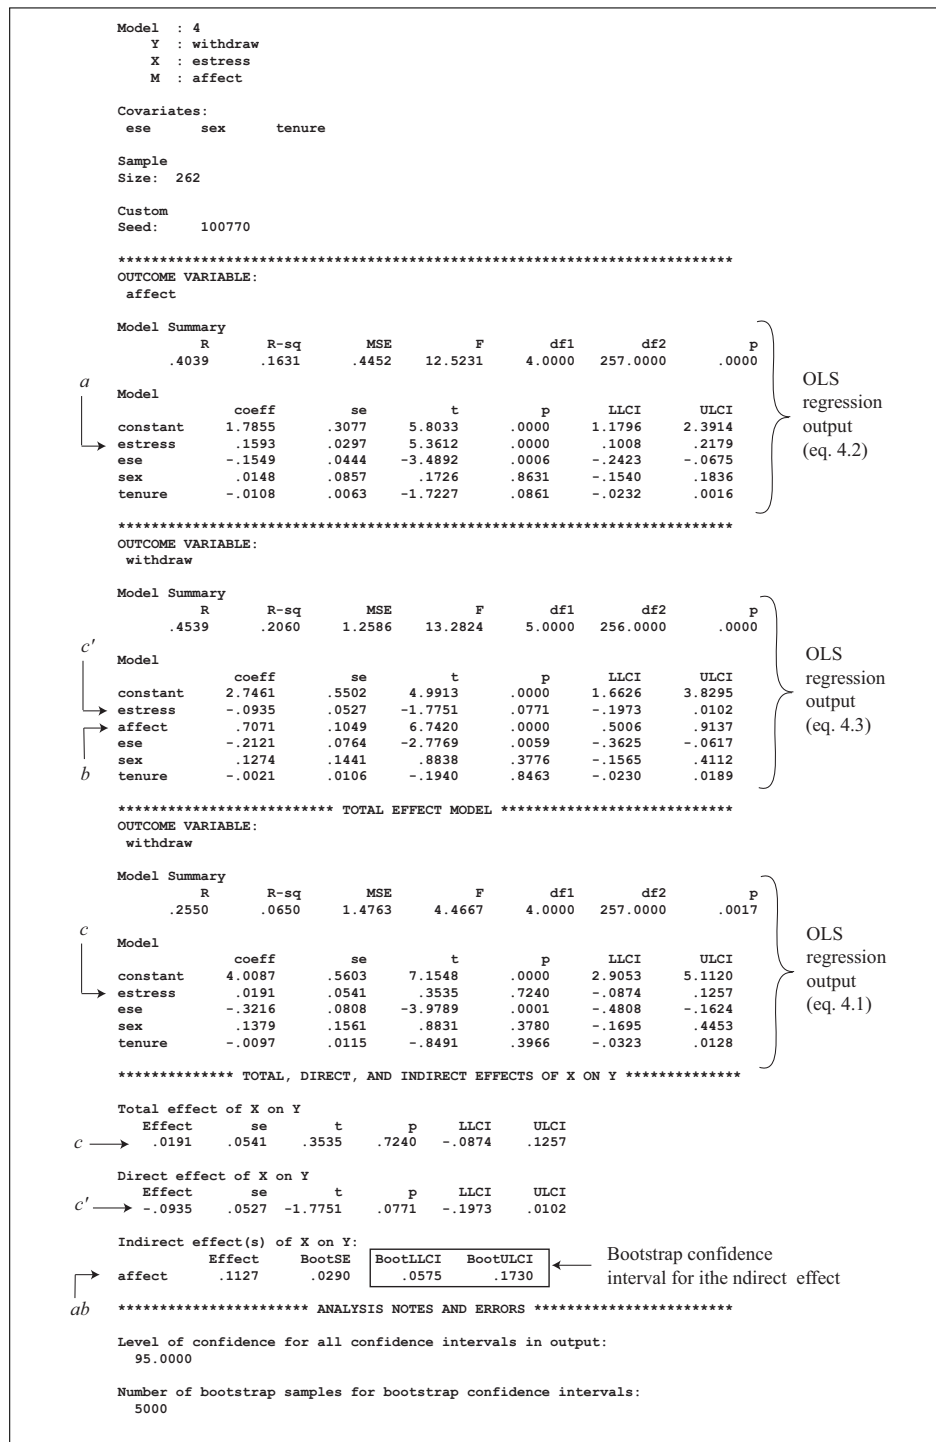 Model : 4
Y : withdraw
X : estress
M : affect
Covariates:
ese sex tenure
Sample
Size: 262
Custom
Seed: 100770
**************************************************************************
OUTCOME VARIABLE:
affect
Model Summary
R R-sq MSE F df1 df2 p
.4039 .1631 .4452 12.5231 4.0000 257.0000 .0000
a
Model
coeff se t p LLCI ULCI
constant 1.7855 .3077 5.8033 .0000 1.1796 2.3914
estress .1593 .0297 5.3612 .0000 .1008 .2179
ese -.1549 .0444 -3.4892 .0006 -.2423 -.0675
sex .0148 .0857 .1726 .8631 -.1540 .1836
tenure -.0108 .0063 -1.7227 .0861 -.0232 .0016
OLS
regression
output
(eq. 4.2)
**************************************************************************
OUTCOME VARIABLE:
withdraw
Model Summary
R R-sq MSE F df1 df2 p
.4539 .2060 1.2586 13.2824 5.0000 256.0000 .0000
c'
Model
coeff se t p LLCI ULCI
constant 2.7461 .5502 4.9913 .0000 1.6626 3.8295
estress -.0935 .0527 -1.7751 .0771 -.1973 .0102
affect .7071 .1049 6.7420 .0000 .5006 .9137
ese -.2121 .0764 -2.7769 .0059 -.3625 -.0617
sex .1274 .1441 .8838 .3776 -.1565 .4112
b
tenure -.0021 .0106 -.1940 .8463 -.0230 .0189
OLS
regression
output
(eq. 4.3)
************************** TOTAL EFFECT MODEL ****************************
OUTCOME VARIABLE:
withdraw
Model Summary
R R-sq MSE F df1 df2 p
.2550 .0650 1.4763 4.4667 4.0000 257.0000 .0017
c
Model
coeff se t p LLCI ULCI
constant 4.0087 .5603 7.1548 .0000 2.9053 5.1120
estress .0191 .0541 .3535 .7240 -.0874 .1257
ese -.3216 .0808 -3.9789 .0001 -.4808 -.1624
sex .1379 .1561 .8831 .3780 -.1695 .4453
tenure -.0097 .0115 -.8491 .3966 -.0323 .0128
OLS
regression
output
(eq. 4.1)
************** TOTAL, DIRECT, AND INDIRECT EFFECTS OF X ON Y **************
Total effect of X on Y
Effect se t p LLCI ULCI
c .0191 .0541 .3535 .7240 -.0874 .1257
Direct effect of X on Y
Effect se t p LLCI ULCI
c' -.0935 .0527 -1.7751 .0771 -.1973 .0102
Indirect effect(s) of X on Y:
Effect BootSE BootLLCI BootULCI
affect .1127 .0290 .0575 .1730
Bootstrap confidence
interval for ithe ndirect effect
ab
*********************** ANALYSIS NOTES AND ERRORS ************************
Level of confidence for all confidence intervals in output:
95.0000
Number of bootstrap samples for bootstrap confidence intervals:
5000